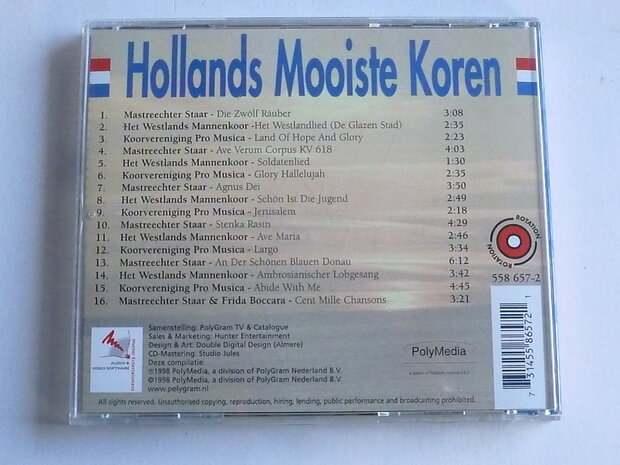 Hollands Mooiste Koren
1. Mastreechter Staar - Die Zwölf Räuber 3:08
2. Het Westlands Mannenkoor -Het Westlandlied (De Glazen Stad) 2:35
3. Koorvereniging Pro Musica - Land Of Hope And Glory 2:23
4. Mastreechter Staar - Ave Verum Corpus KV 618 4:03
5. Het Westlands Mannenkoor - Soldatenlied 1:30
6. Koorvereniging Pro Musica - Glory Hallelujah 2:35
7. Mastreechter Staar - Agnus Dei 3:50
8. Het Westlands Mannenkoor - Schön Ist Die Jugend 2:49
9. Koorvereniging Pro Musica - Jerusalem 2:18
10. Mastreechter Staar - Stenka Rasin 4:29
11. Het Westlands Mannenkoor - Ave Maria 2:46
12. Koorvereniging Pro Musica - Largo 3:34
13. Mastreechter Staar - An Der Schönen Blauen Donau 6:12
14. Het Westlands Mannenkoor - Ambrosianischer Lobgesang 3:42
15. Koorvereniging Pro Musica - Abide With Me 4:45
16. Mastreechter Staar & Frida Boccara - Cent Mille Chansons 3:21
ROTATION
ROTATION
558 657-2
Hunter Entertainment
AUDIO &
VIDEO SOFTWARE
Samenstelling: PolyGram TV & Catalogue
Sales & Marketing: Hunter Entertainment
Design & Art: Double Digital Design (Almere)
CD-Mastering: Studio Jules
Deze compilatie:
℗1998 PolyMedia, a division of PolyGram Nederland B.V.
©1998 PolyMedia, a division of PolyGram Nederland B.V.
www.polygram.nl
PolyMedia
7 31455 86572 1
All rights reserved. Unauthorised copying, reproduction, hiring, lending, public performance and broadcasting prohibited.